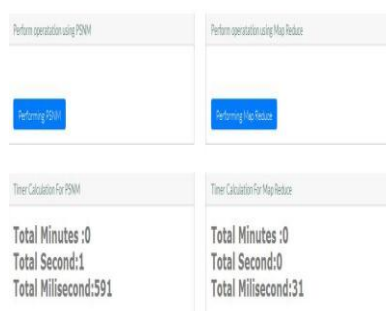 Perform operatation using PSNM
Perform operatation using Map Reduce
Performing PSNM
Performing Map Reduce
Timer Calculation For PSNM
Timer Calculation For Map Reduce
Total Minutes :0
Total Second:1
Total Milisecond:591
Total Minutes :0
Total Second:0
Total Milisecond:31